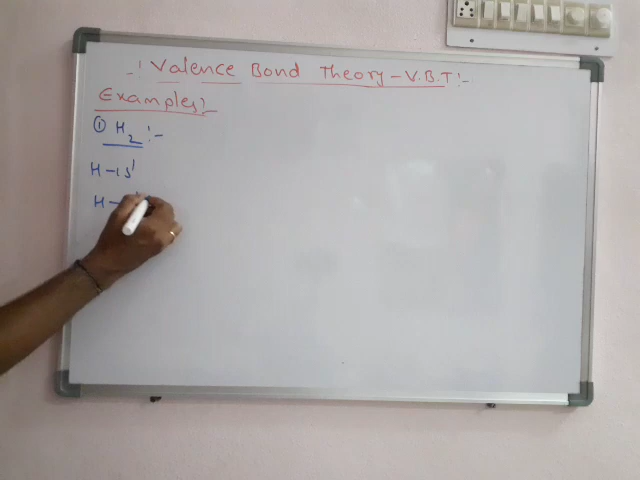 -! Valence Bond Theory - V.B.T !-
Examples:-
① H₂ :-
H - 1s¹
H -